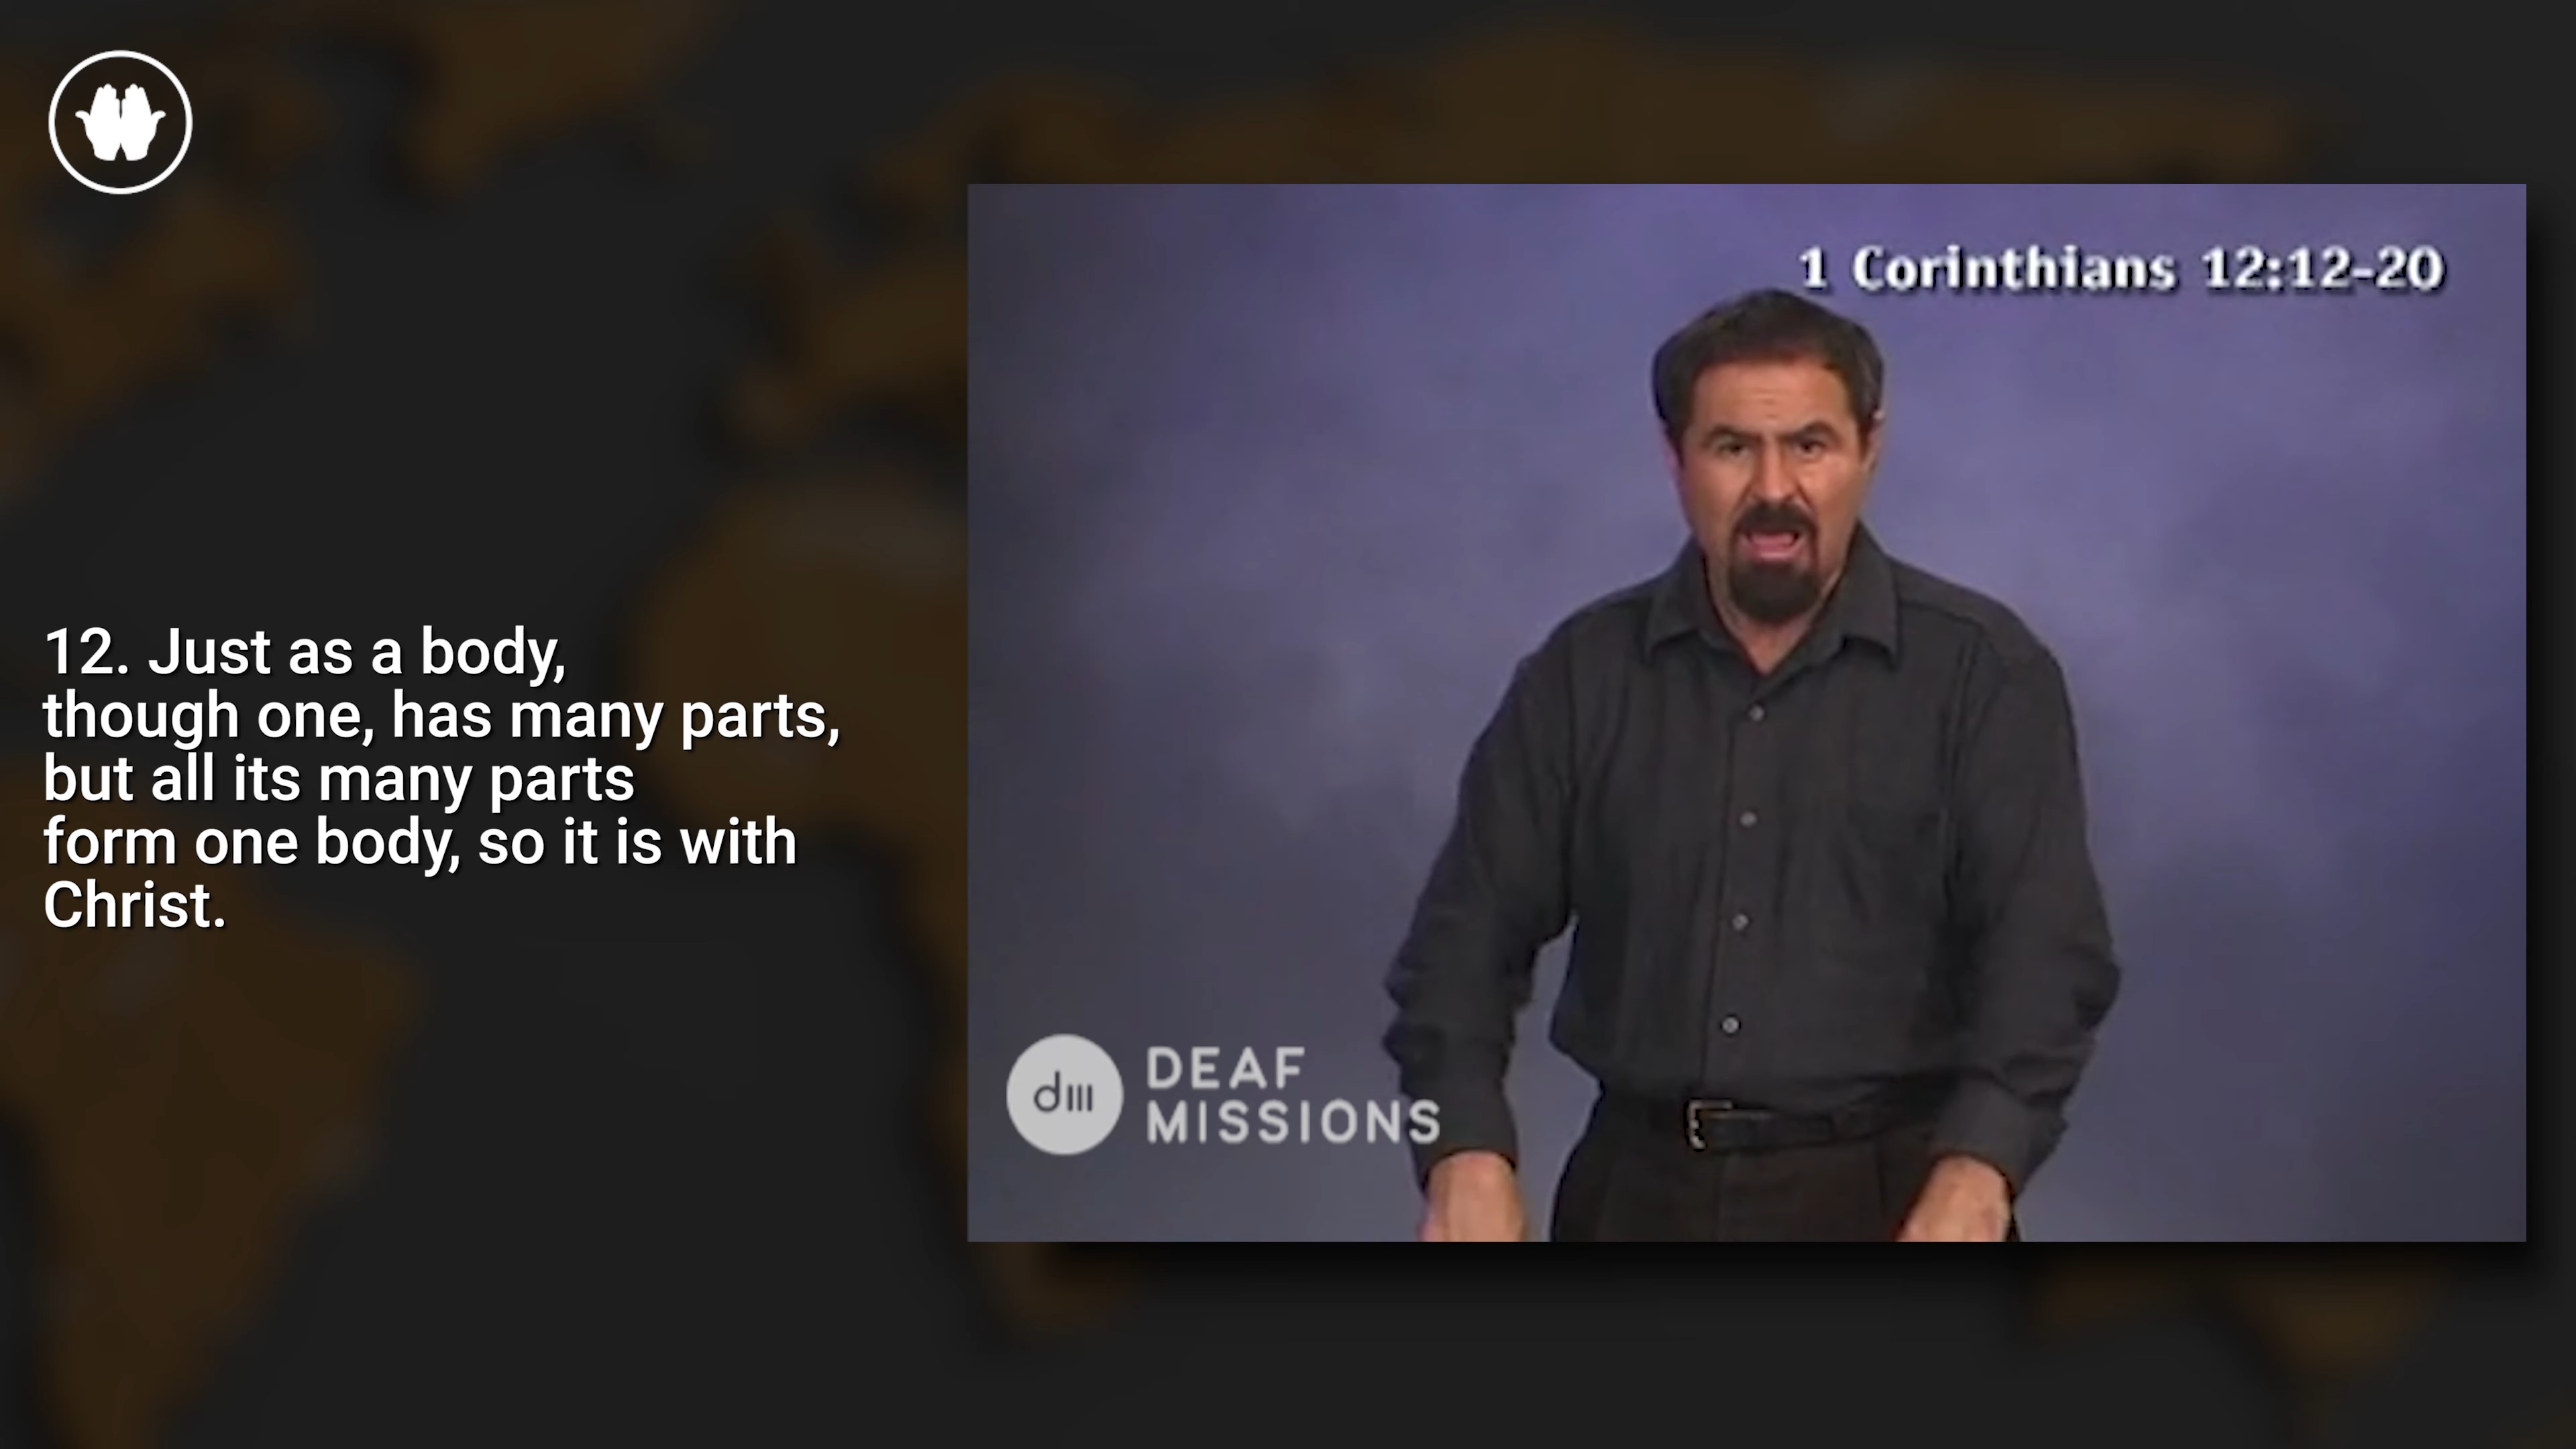 1 Corinthians 12:12-20
12. Just as a body,
though one, has many parts,
but all its many parts
form one body, so it is with
Christ.
dm
DEAF
MISSIONS